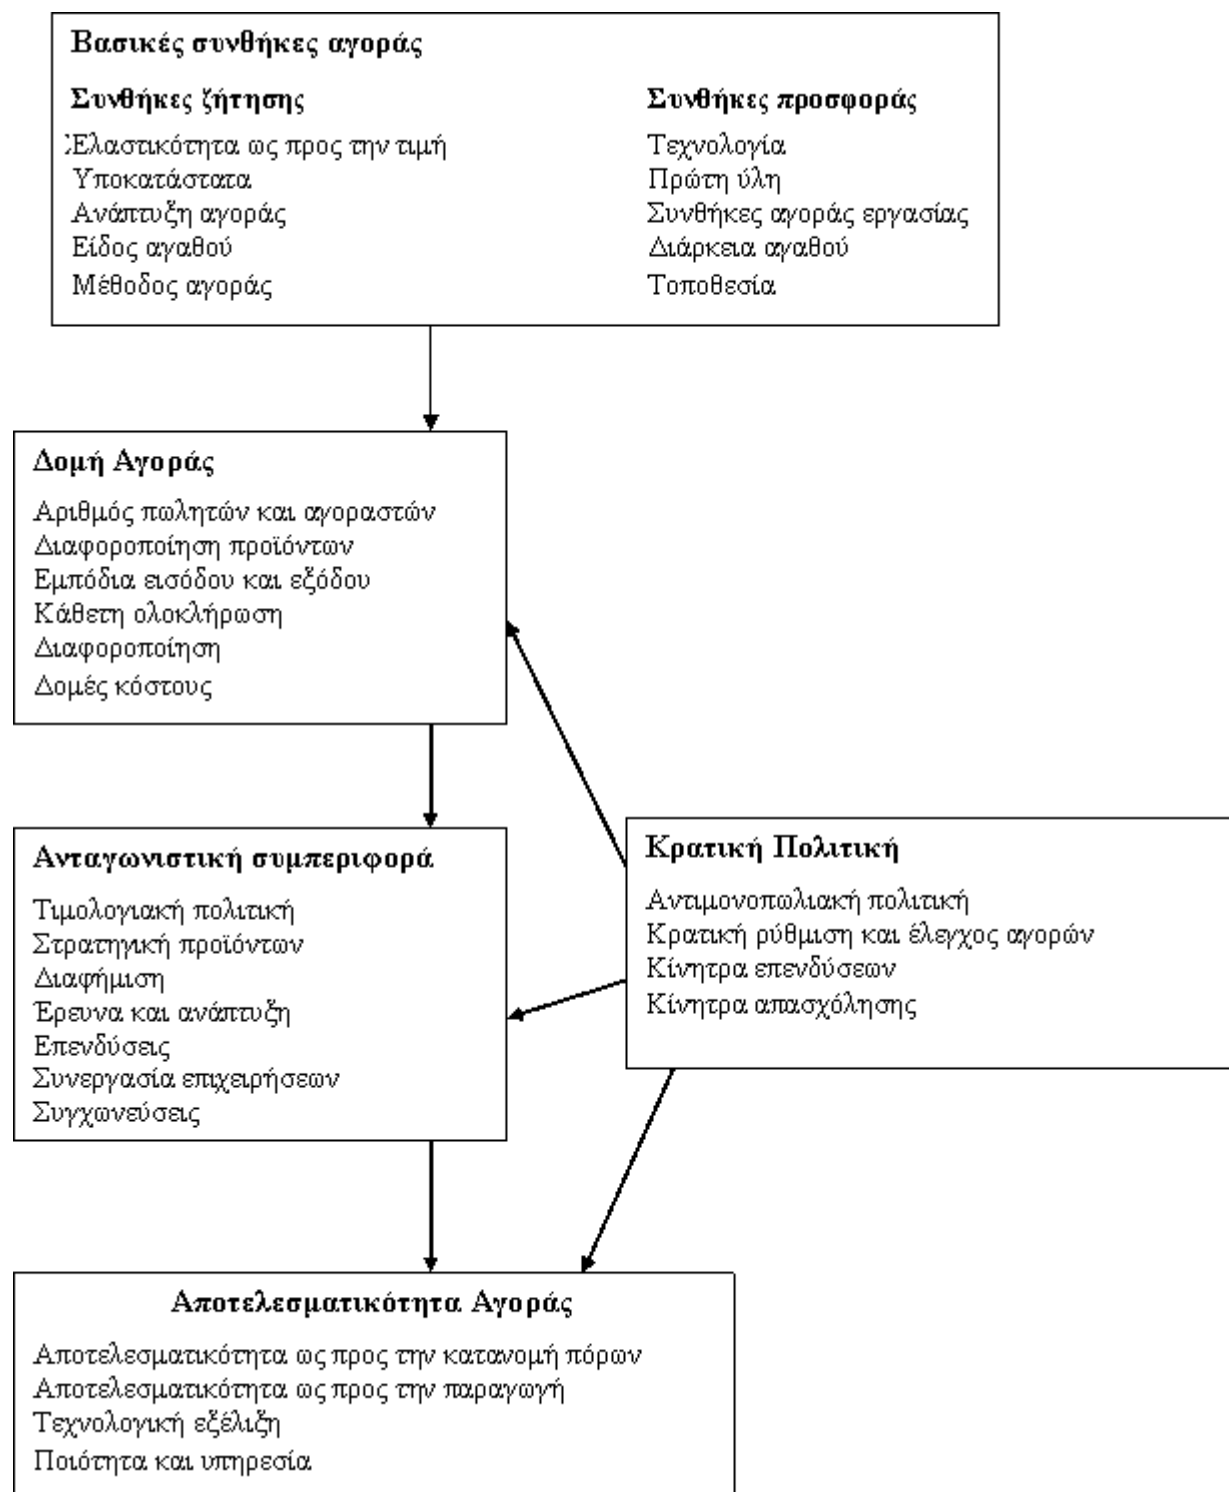 Βασικές συνθήκες αγοράς
Συνθήκες ζήτησης
Ελαστικότητα ως προς την τιμή
Υποκατάστατα
Ανάπτυξη αγοράς
Είδος αγαθού
Μέθοδος αγοράς
Συνθήκες προσφοράς
Τεχνολογία
Πρώτη ύλη
Συνθήκες αγοράς εργασίας
Διάρκεια αγαθού
Τοποθεσία
Δομή Αγοράς
Αριθμός πωλητών και αγοραστών
Διαφοροποίηση προϊόντων
Εμπόδια εισόδου και εξόδου
Κάθετη ολοκλήρωση
Διαφοροποίηση
Δομές κόστους
Ανταγωνιστική συμπεριφορά
Τιμολογιακή πολιτική
Στρατηγική προϊόντων
Διαφήμιση
Έρευνα και ανάπτυξη
Επενδύσεις
Συνεργασία επιχειρήσεων
Συγχωνεύσεις
Κρατική Πολιτική
Αντιμονοπωλιακή πολιτική
Κρατική ρύθμιση και έλεγχος αγορών
Κίνητρα επενδύσεων
Κίνητρα απασχόλησης
Αποτελεσματικότητα Αγοράς
Αποτελεσματικότητα ως προς την κατανομή πόρων
Αποτελεσματικότητα ως προς την παραγωγή
Τεχνολογική εξέλιξη
Ποιότητα και υπηρεσία